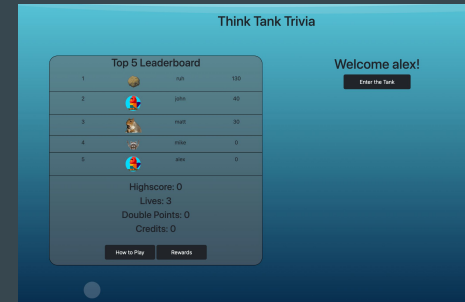 Think Tank Trivia
Top 5 Leaderboard
1 ruh 130
2 john 40
3 matt 30
4 mike 0
5 alex 0
Highscore: 0
Lives: 3
Double Points: 0
Credits: 0
How to Play Rewards
Welcome alex!
Enter the Tank